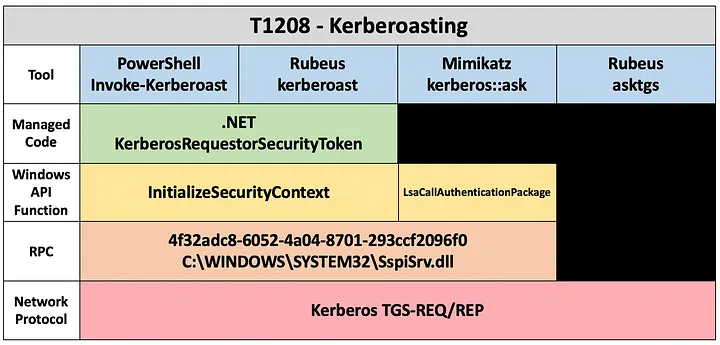 T1208 - Kerberoasting
Tool
PowerShell
Invoke-Kerberoast
Rubeus
kerberoast
Mimikatz
kerberos::ask
Rubeus
asktgs
Managed
Code
.NET
KerberosRequestorSecurityToken
Windows
API
Function
InitializeSecurityContext
LsaCallAuthenticationPackage
RPC
4f32adc8-6052-4a04-8701-293ccf2096f0
C:\WINDOWS\SYSTEM32\SspiSrv.dll
Network
Protocol
Kerberos TGS-REQ/REP